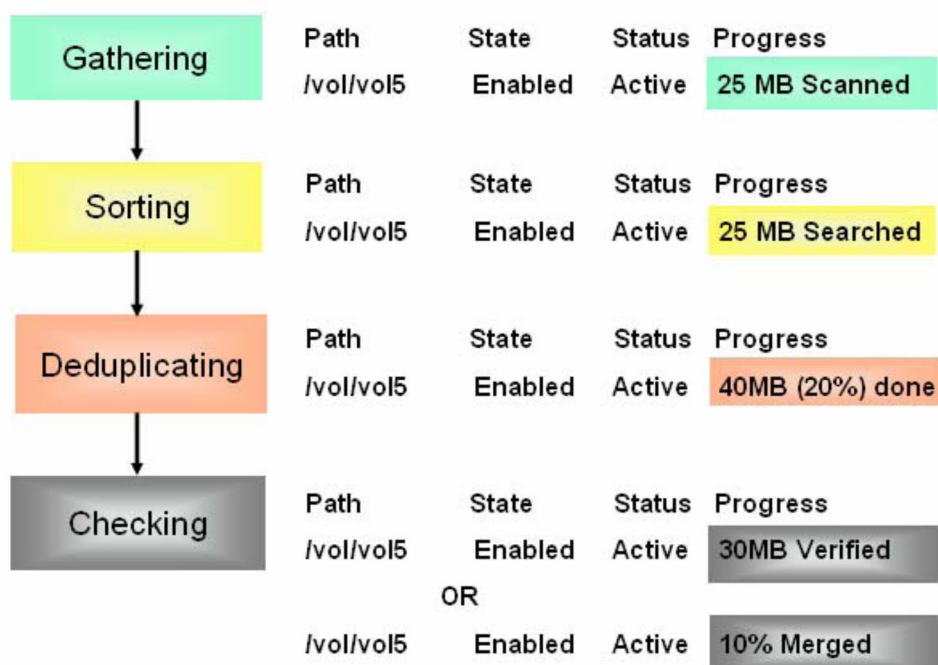 Gathering
Path State Status Progress
/vol/vol5 Enabled Active 25 MB Scanned
Sorting
Path State Status Progress
/vol/vol5 Enabled Active 25 MB Searched
Deduplicating
Path State Status Progress
/vol/vol5 Enabled Active 40MB (20%) done
Checking
Path State Status Progress
/vol/vol5 Enabled Active 30MB Verified
OR
/vol/vol5 Enabled Active 10% Merged